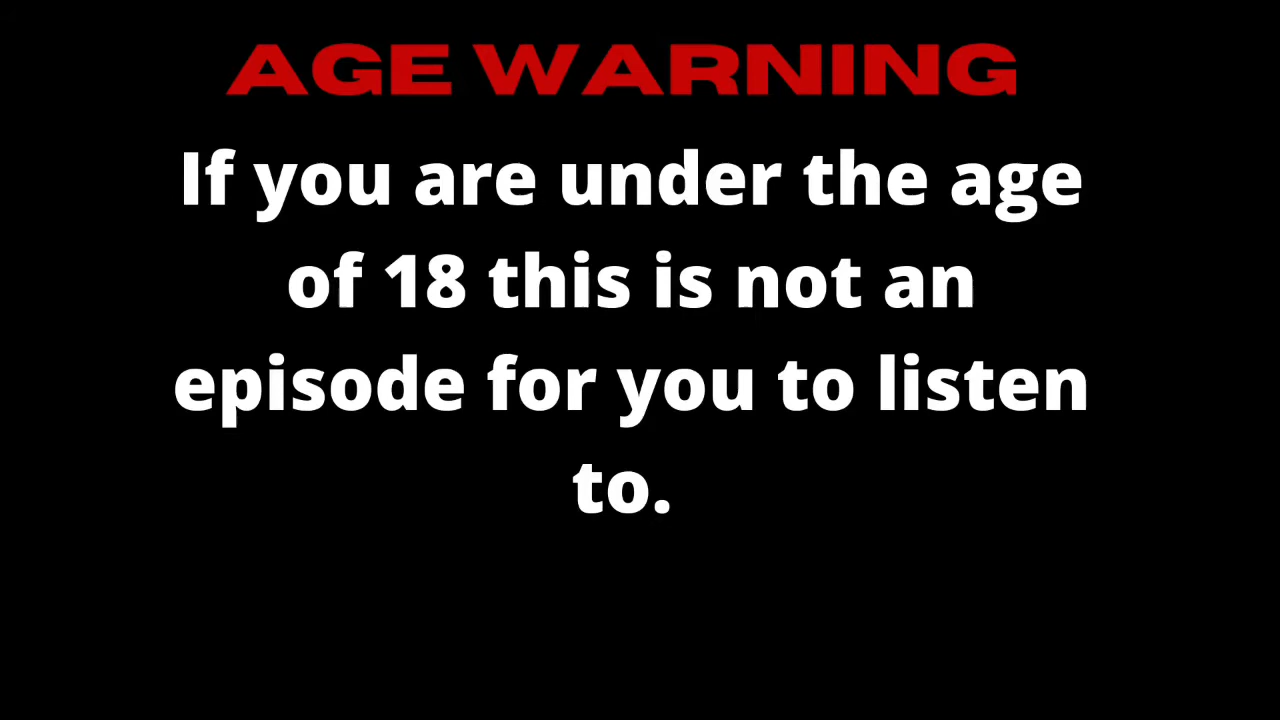 AGE WARNING
If you are under the age
of 18 this is not an
episode for you to listen
to.